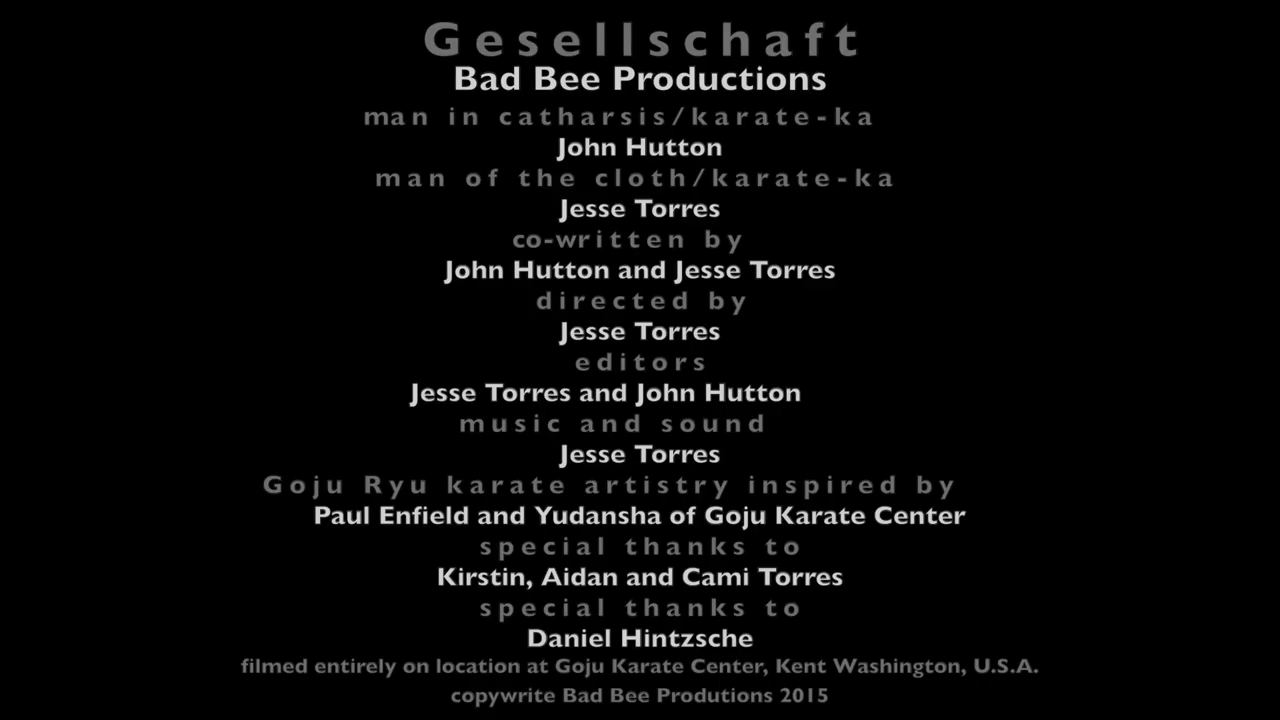 Gesellschaft
Bad Bee Productions
man in catharsis/karate-ka
John Hutton
man of the cloth/karate-ka
Jesse Torres
co-written by
John Hutton and Jesse Torres
directed by
Jesse Torres
editors
Jesse Torres and John Hutton
music and sound
Jesse Torres
Goju Ryu karate artistry inspired by
Paul Enfield and Yudansha of Goju Karate Center
special thanks to
Kirstin, Aidan and Cami Torres
special thanks to
Daniel Hintzsche
filmed entirely on location at Goju Karate Center, Kent Washington, U.S.A.
copywrite Bad Bee Produtions 2015